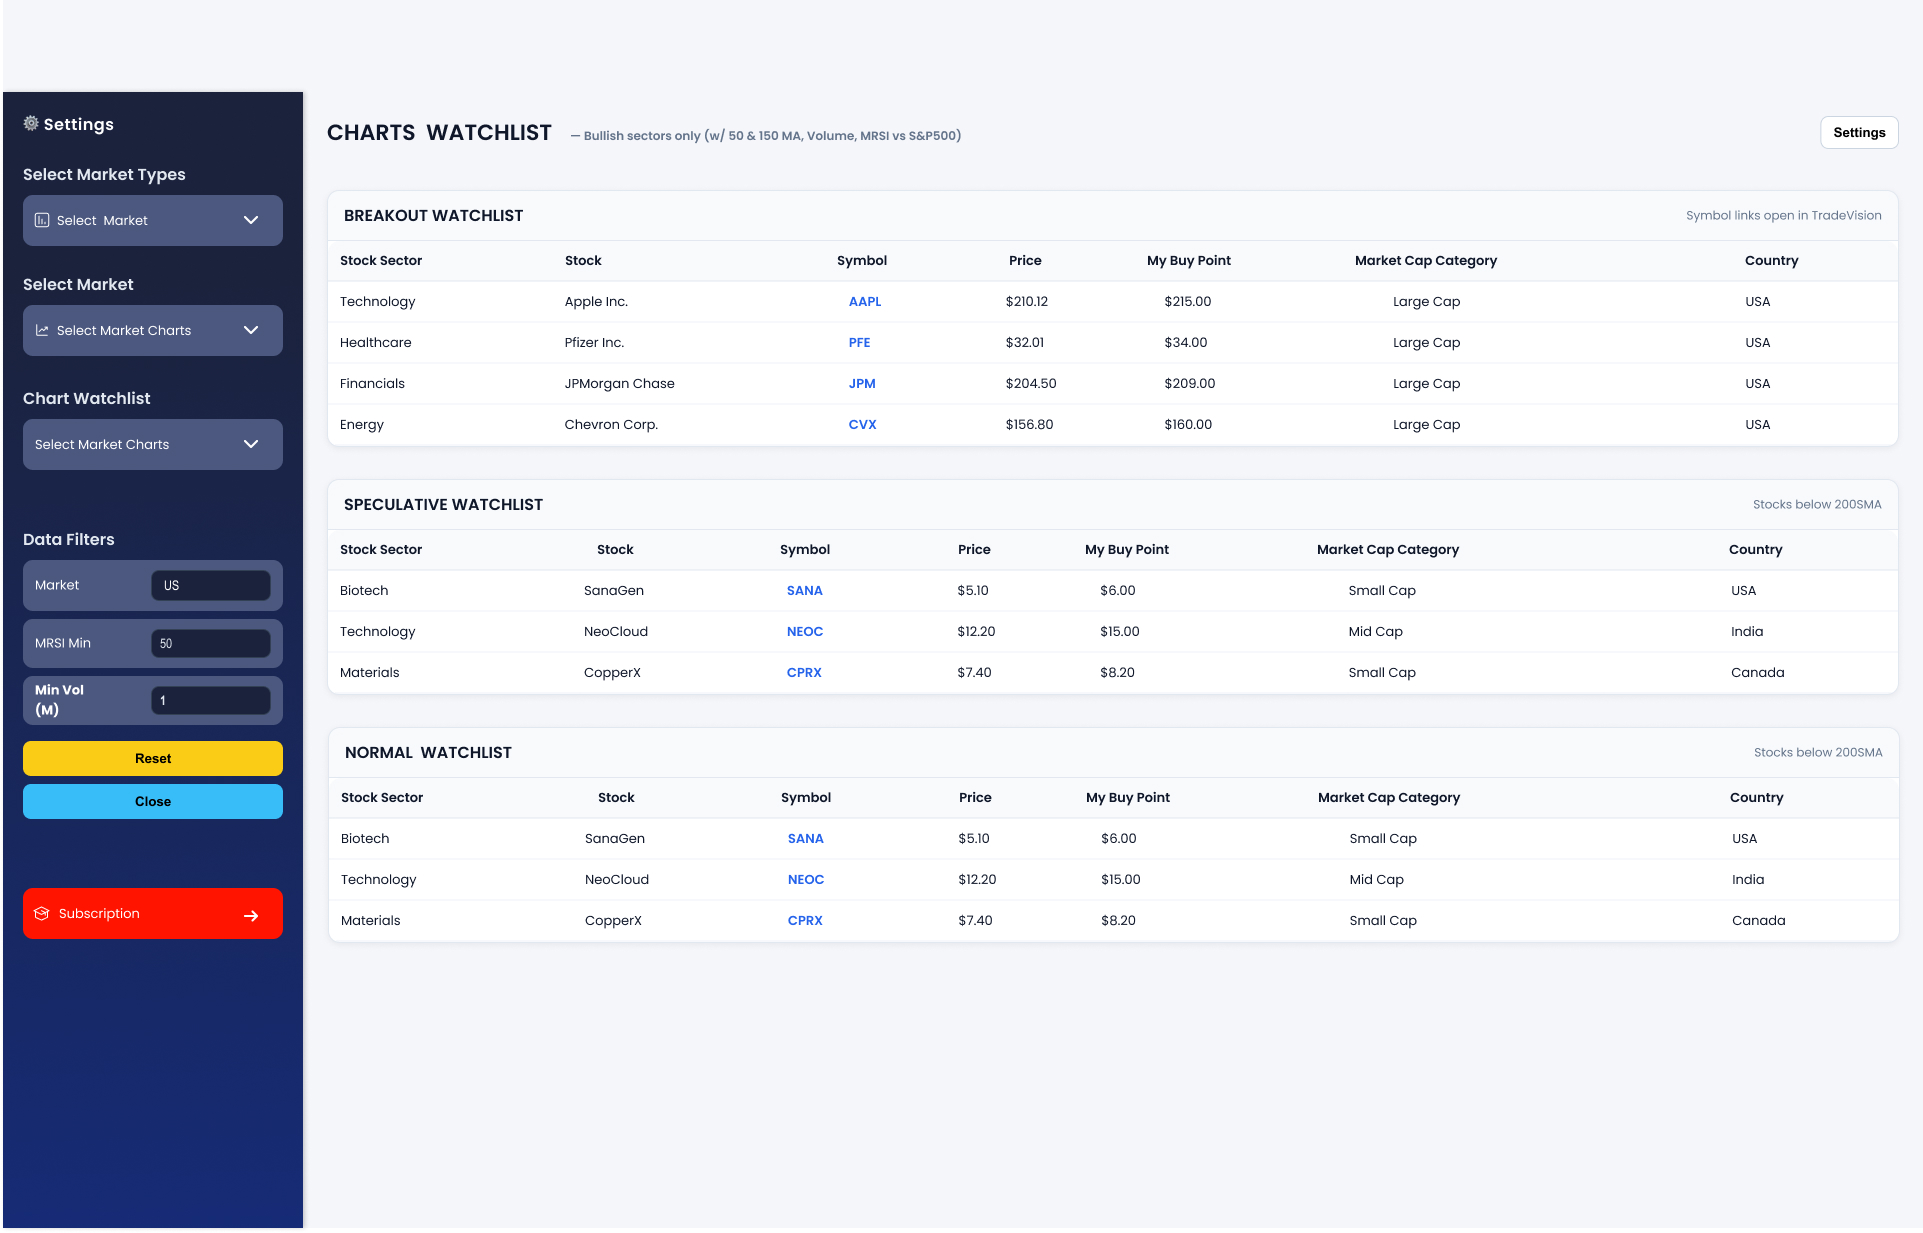 Settings
Select Market Types
Select Market
Select Market
Select Market Charts
Chart Watchlist
Select Market Charts
Data Filters
Market US
MRSI Min 50
Min Vol
(M) 1
Reset
Close
Subscription
CHARTS WATCHLIST — Bullish sectors only (w/ 50 & 150 MA, Volume, MRSI vs S&P500) Settings
BREAKOUT WATCHLIST Symbol links open in TradeVision
Stock Sector Stock Symbol Price My Buy Point Market Cap Category Country
Technology Apple Inc. AAPL $210.12 $215.00 Large Cap USA
Healthcare Pfizer Inc. PFE $32.01 $34.00 Large Cap USA
Financials JPMorgan Chase JPM $204.50 $209.00 Large Cap USA
Energy Chevron Corp. CVX $156.80 $160.00 Large Cap USA
SPECULATIVE WATCHLIST Stocks below 200SMA
Stock Sector Stock Symbol Price My Buy Point Market Cap Category Country
Biotech SanaGen SANA $5.10 $6.00 Small Cap USA
Technology NeoCloud NEOC $12.20 $15.00 Mid Cap India
Materials CopperX CPRX $7.40 $8.20 Small Cap Canada
NORMAL WATCHLIST Stocks below 200SMA
Stock Sector Stock Symbol Price My Buy Point Market Cap Category Country
Biotech SanaGen SANA $5.10 $6.00 Small Cap USA
Technology NeoCloud NEOC $12.20 $15.00 Mid Cap India
Materials CopperX CPRX $7.40 $8.20 Small Cap Canada